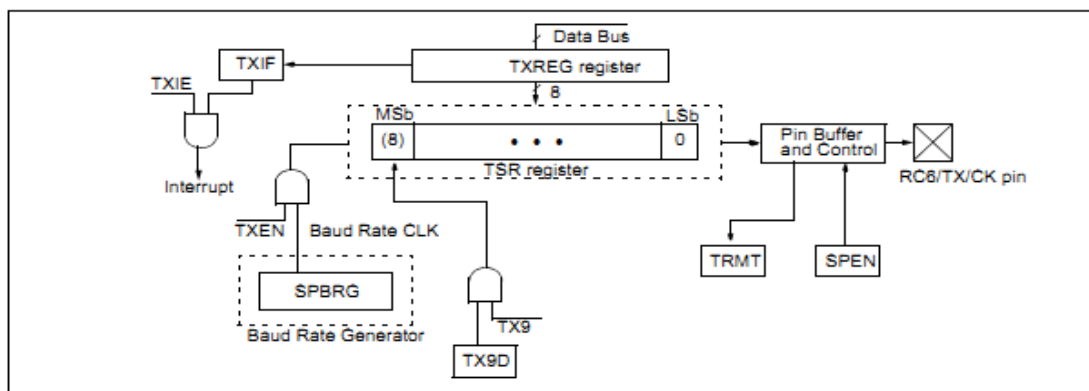 Data Bus
TXIF
TXREG register
TXIE
8
MSb
LSb
(8)
• • •
0
TSR register
Pin Buffer
and Control
Interrupt
RC6/TX/CK pin
TXEN
Baud Rate CLK
TRMT
SPEN
SPBRG
TX9
Baud Rate Generator
TX9D